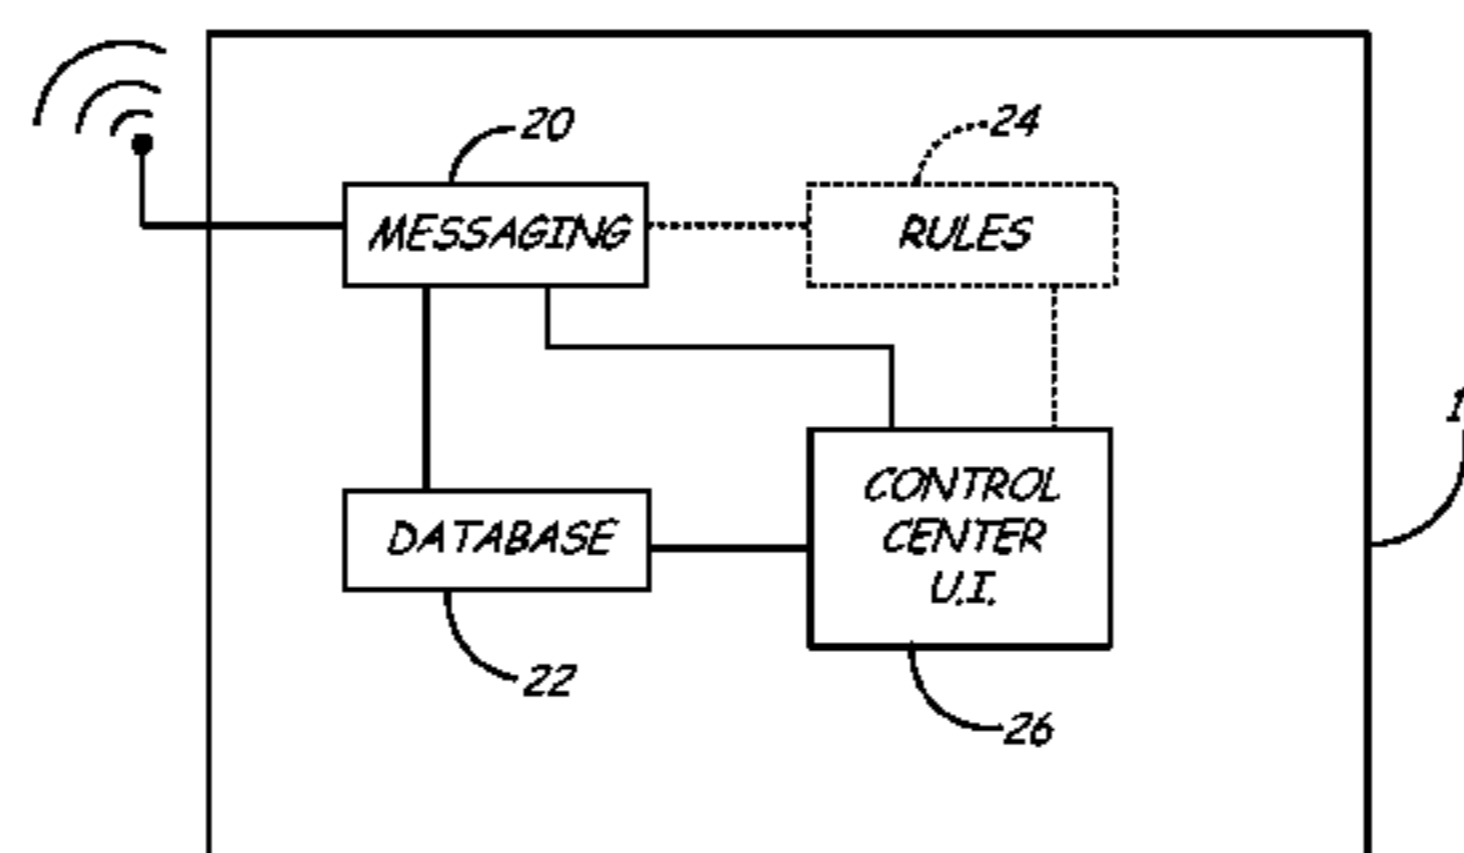 20
24
MESSAGING
RULES
DATABASE
CONTROL
CENTER
U.I.
22
26